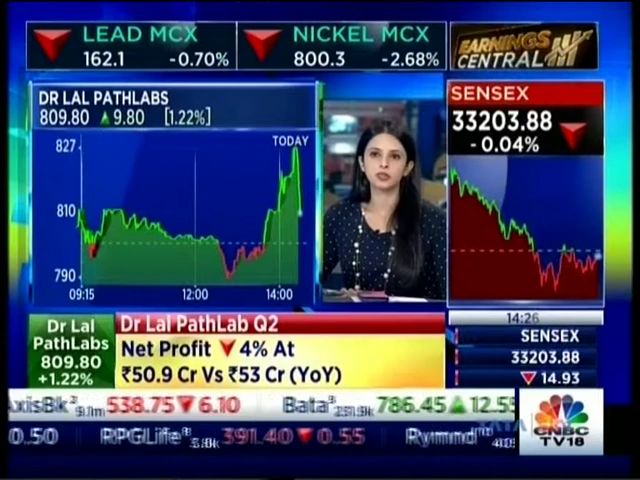 LEAD MCX
162.1 -0.70%
NICKEL MCX
800.3 -2.68%
EARNINGS
CENTRAL
DR LAL PATHLABS
809.80 9.80 [1.22%]
TODAY
827
810
790
09:15 12:00 14:00
SENSEX
33203.88
- 0.04%
14:26
SENSEX
33203.88
14.93
Dr Lal
PathLabs
809.80
+1.22%
Dr Lal PathLab Q2
Net Profit 4% At
₹50.9 Cr Vs ₹53 Cr (YoY)
AxisBk 538.75 6.10 Bata 786.45 12.5
0.50 RPGLife 391.40 0.55 Rymnd
CNBC
TV18